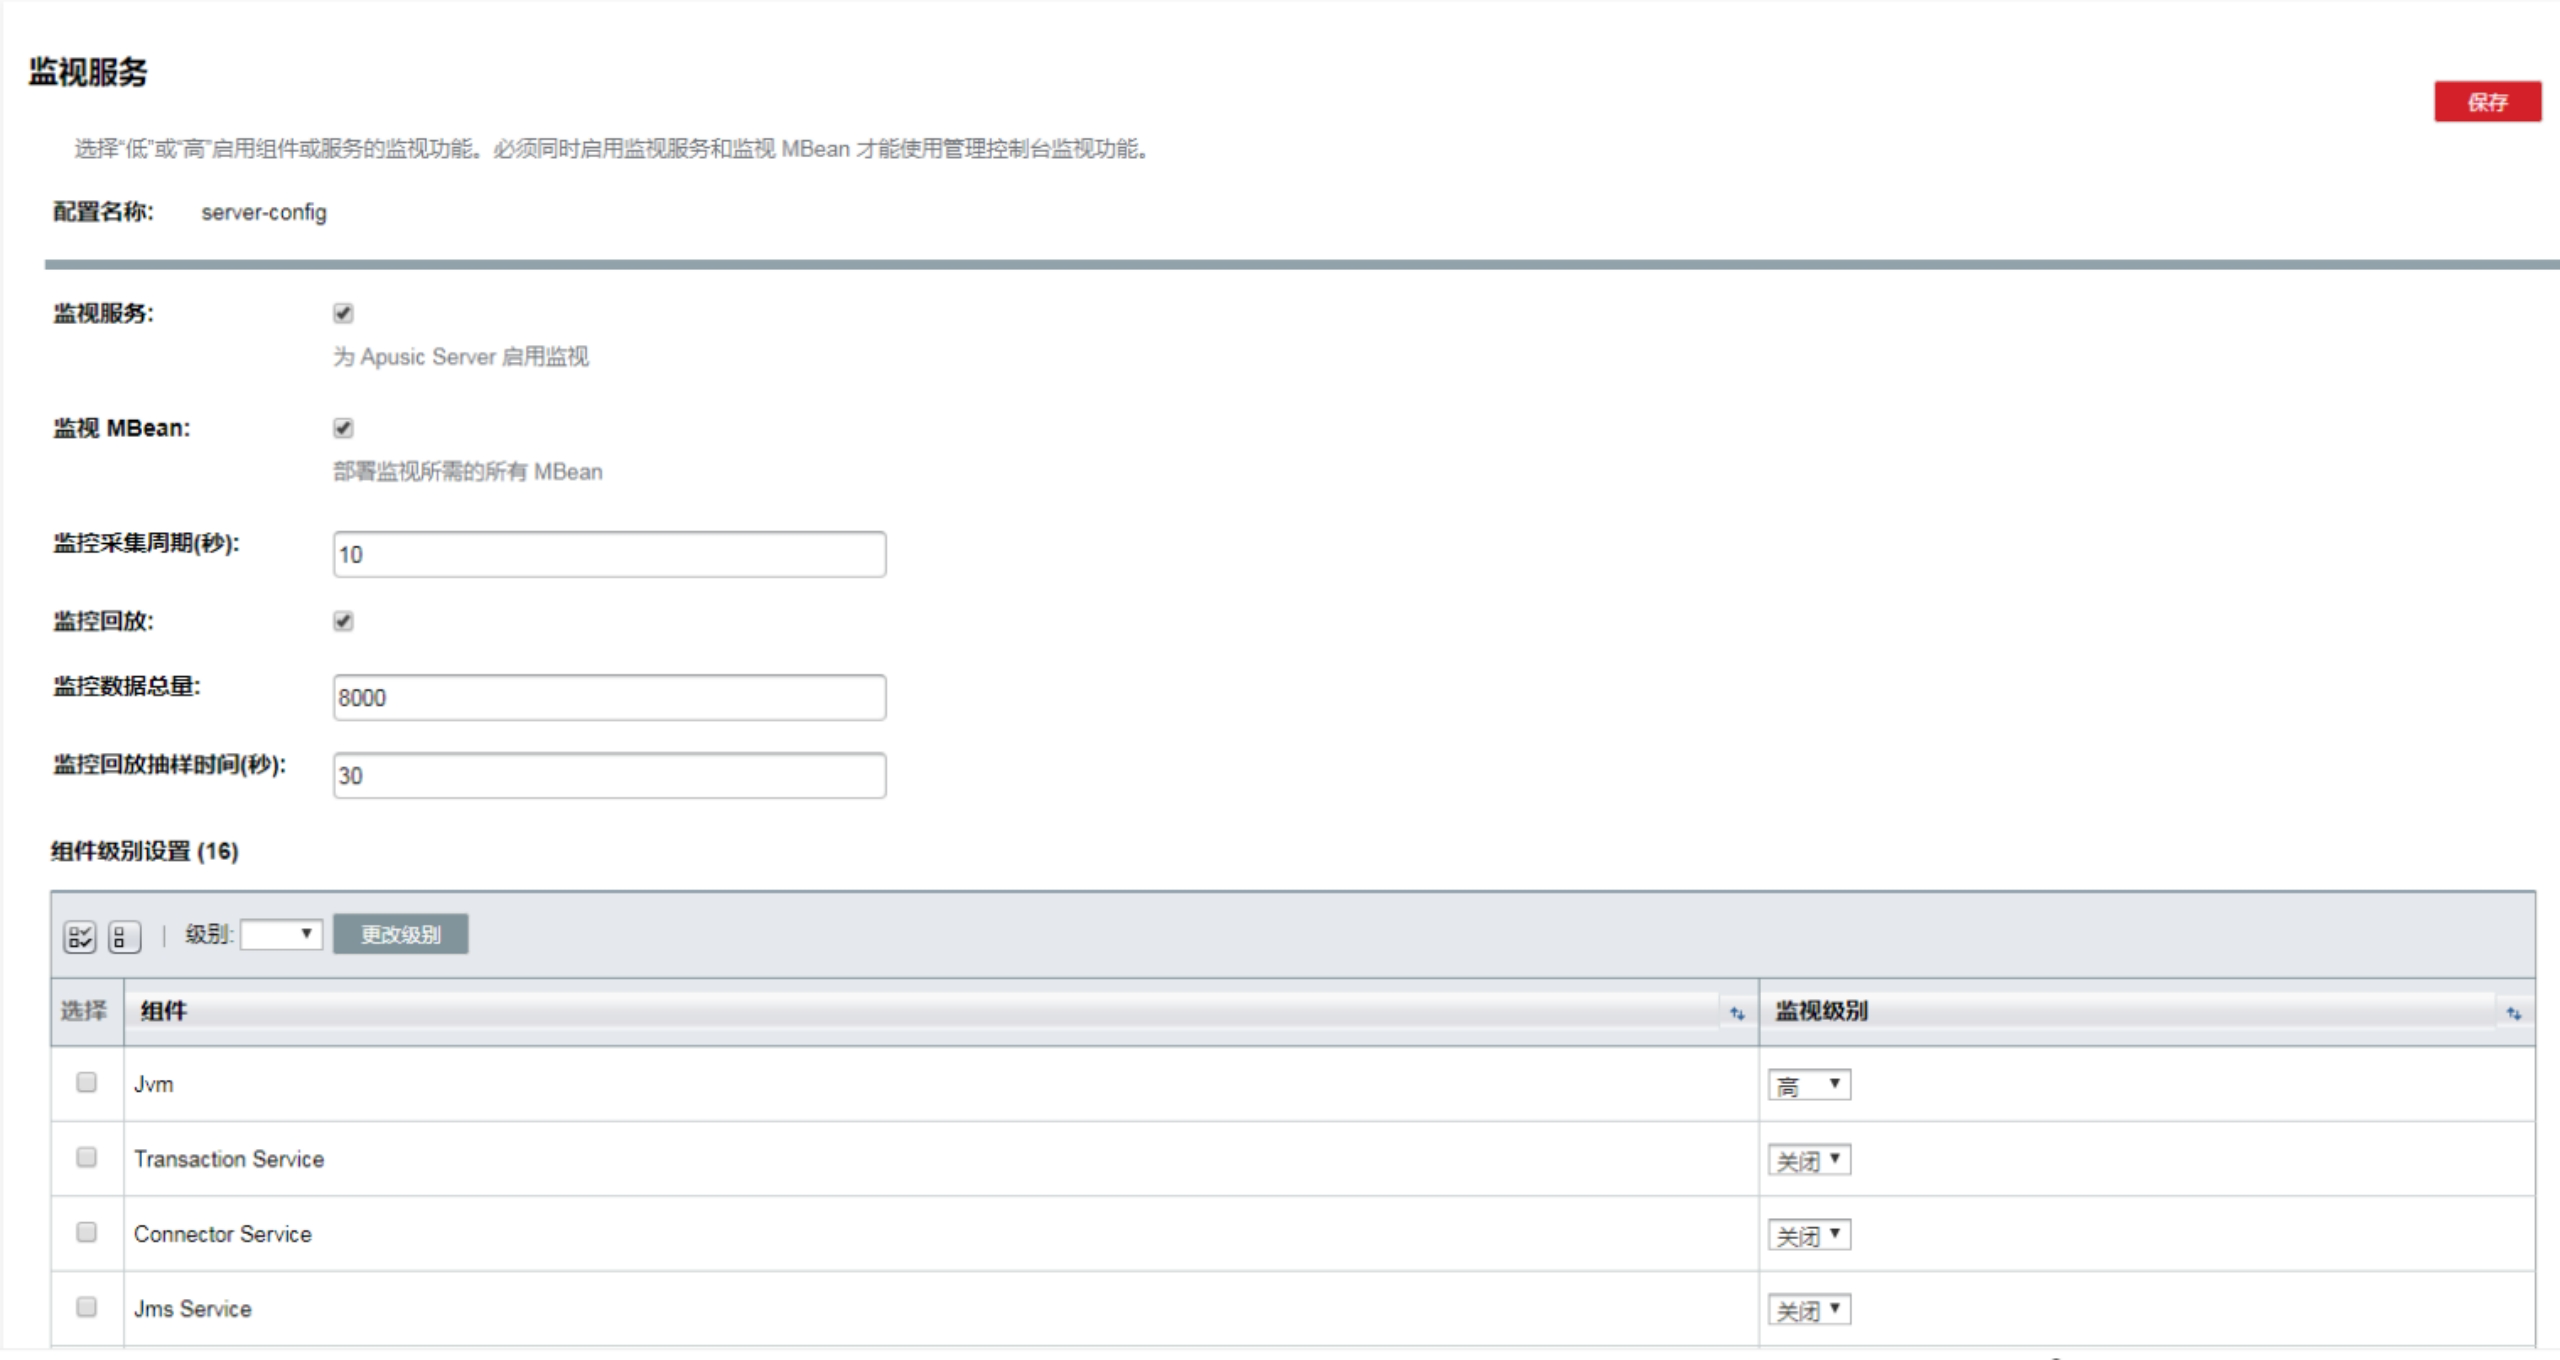 监视服务
保存
选择“低”或“高”启用组件或服务的监视功能。必须同时启用监视服务和监视 MBean 才能使用管理控制台监视功能。
配置名称: server-config
监视服务:
为 Apusic Server 启用监视
监视 MBean:
部署监视所需的所有 MBean
监控采集周期(秒): 10
监控回放:
监控数据总量: 8000
监控回放抽样时间(秒): 30
组件级别设置 (16)
级别: 更改级别
选择 组件 监视级别
Jvm 高
Transaction Service 关闭
Connector Service 关闭
Jms Service 关闭